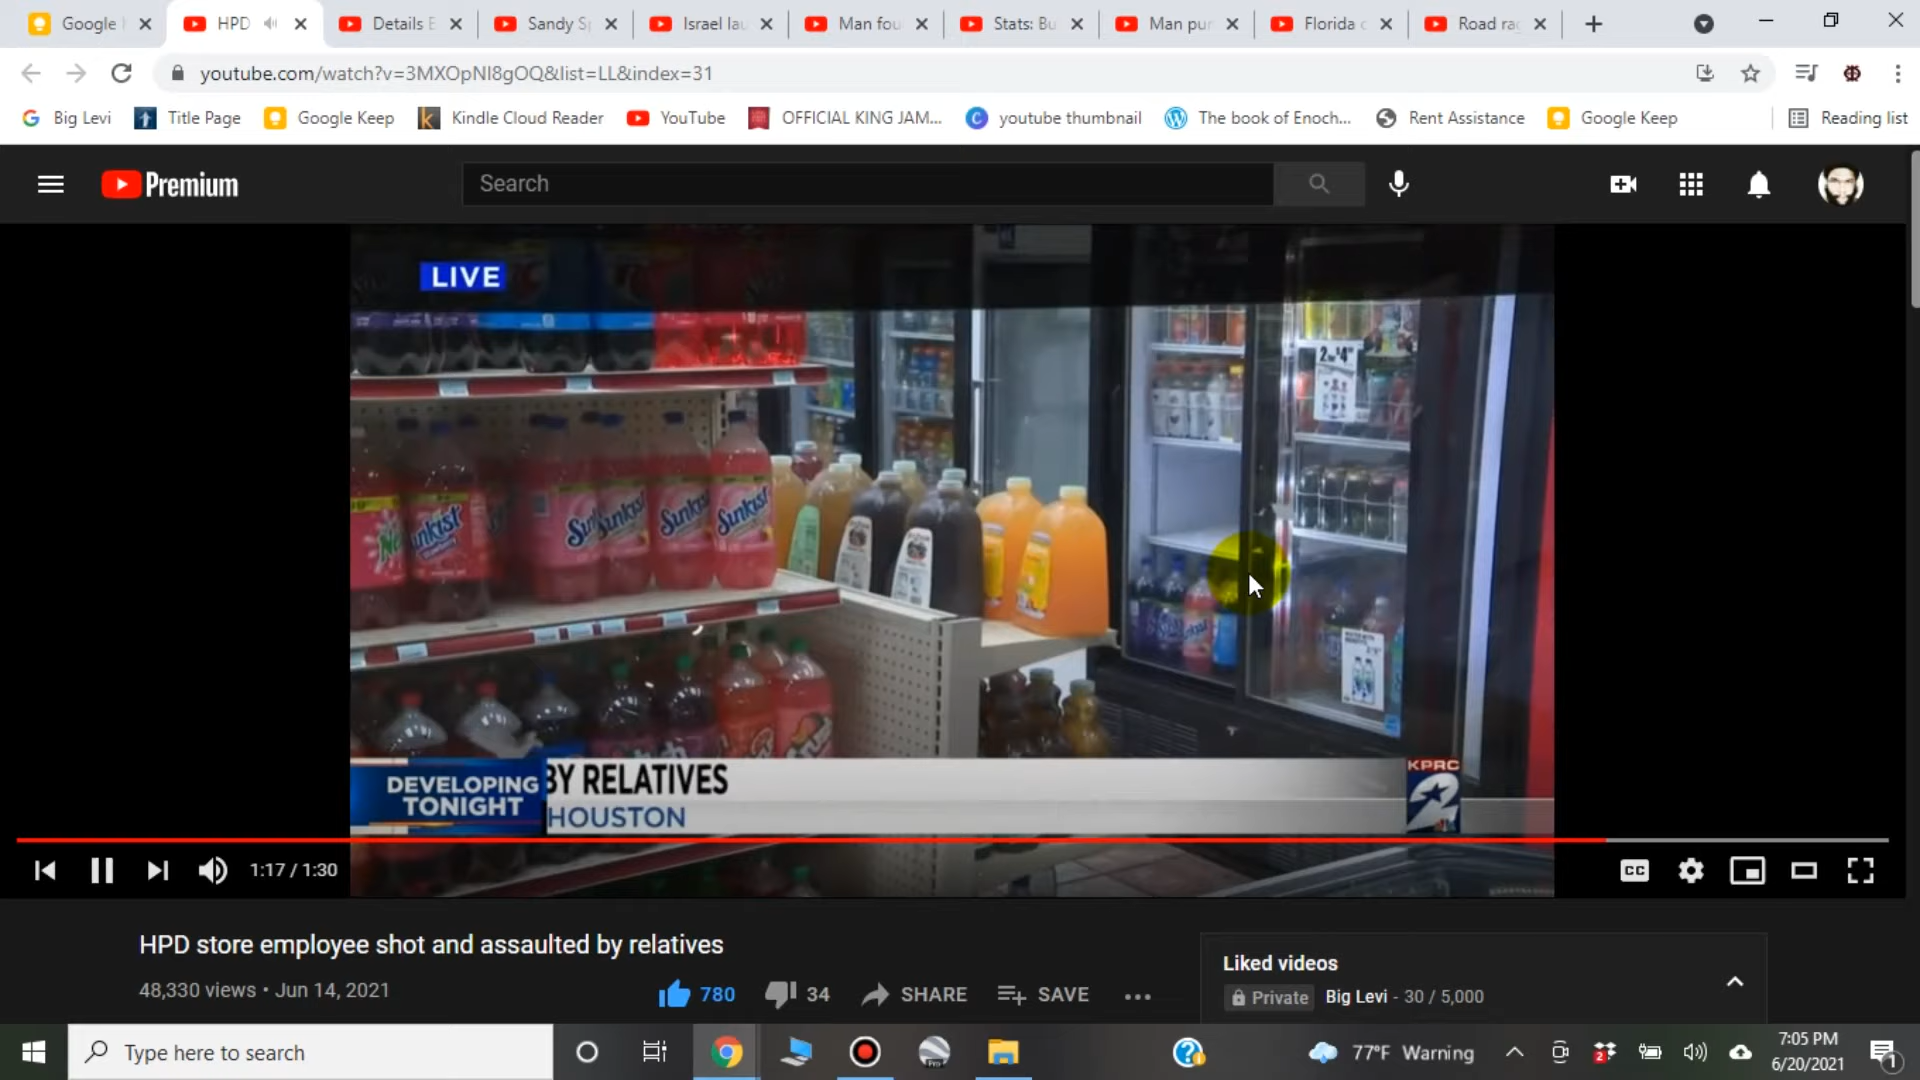 Google
HPD
Details E
Sandy S
Israel lau
Man fou
Stats: Bu
Man pu
Florida
Road ra
youtube.com/watch?v=3MXOpNI8gOQ&list=LL&index=31
Big Levi
Title Page
Google Keep
Kindle Cloud Reader
YouTube
OFFICIAL KING JAM...
youtube thumbnail
The book of Enoch...
Rent Assistance
Google Keep
Reading list
Premium
Search
LIVE
Sunkist
Sunkist
Sunkist
Sunkist
DEVELOPING
TONIGHT
BY RELATIVES
HOUSTON
KPRC
2
1:17 / 1:30
CC
HPD store employee shot and assaulted by relatives
48,330 views • Jun 14, 2021
780
34
SHARE
SAVE
Liked videos
Private
Big Levi - 30 / 5,000
Type here to search
77°F Warning
7:05 PM
6/20/2021